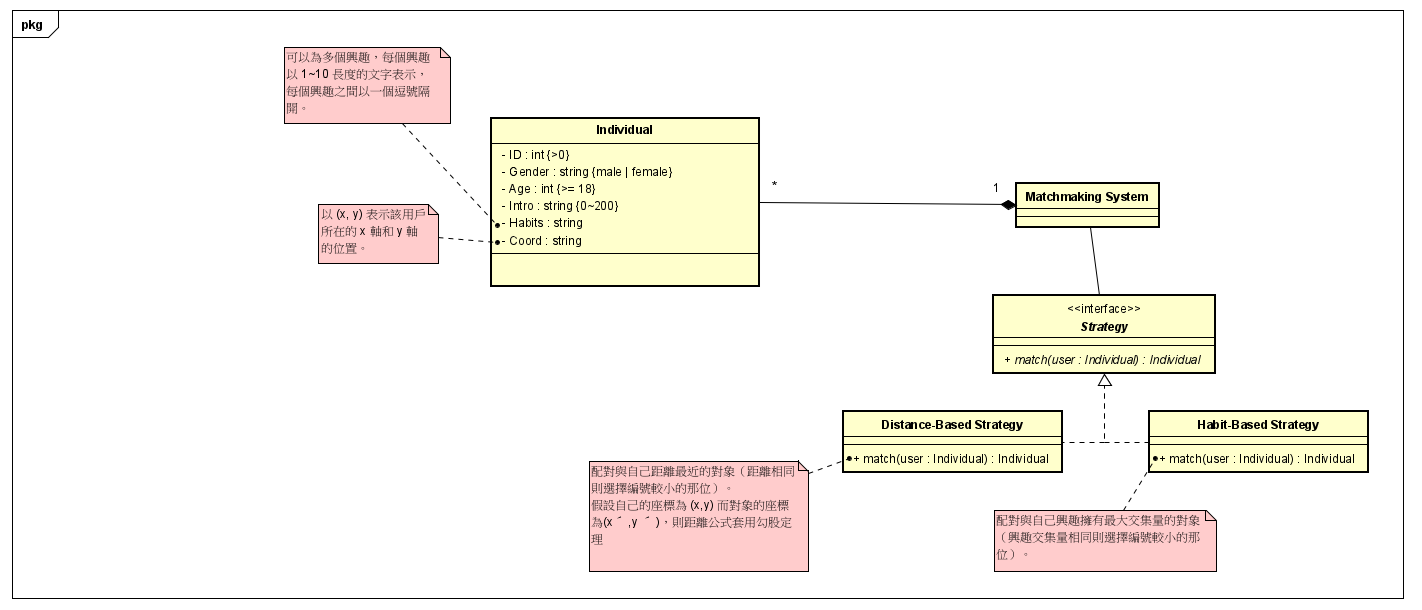 pkg
可以為多個興趣，每個興趣
以 1~10 長度的文字表示，
每個興趣之間以一個逗號隔
開。
Individual
- ID : int {>0}
- Gender : string {male | female}
- Age : int {>= 18}
- Intro : string {0~200}
- Habits : string
- Coord : string
以 (x, y) 表示該用戶
所在的 x 軸和 y 軸
的位置。
*
1
Matchmaking System
<<interface>>
Strategy
+ match(user : Individual) : Individual
Distance-Based Strategy
+ match(user : Individual) : Individual
Habit-Based Strategy
+ match(user : Individual) : Individual
配對與自己距離最近的對象（距離相同
則選擇編號較小的那位）。
假設自己的座標為 (x,y) 而對象的座標
為(x ˊ ,y ˊ )，則距離公式套用勾股定
理
配對與自己興趣擁有最大交集量的對象
（興趣交集量相同則選擇編號較小的那
位）。